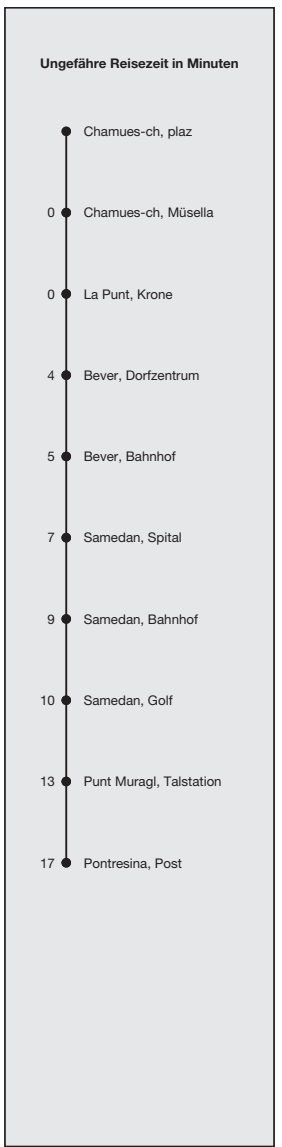 Ungefähre Reisezeit in Minuten
Chamues-ch, plaz
0 Chamues-ch, Müsella
0 La Punt, Krone
4 Bever, Dorfzentrum
5 Bever, Bahnhof
7 Samedan, Spital
9 Samedan, Bahnhof
10 Samedan, Golf
13 Punt Muragl, Talstation
17 Pontresina, Post